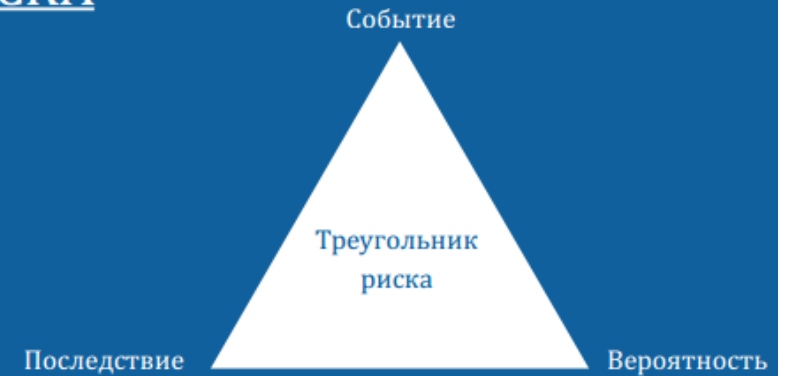 Событие
Треугольник
риска
Последствие
Вероятность